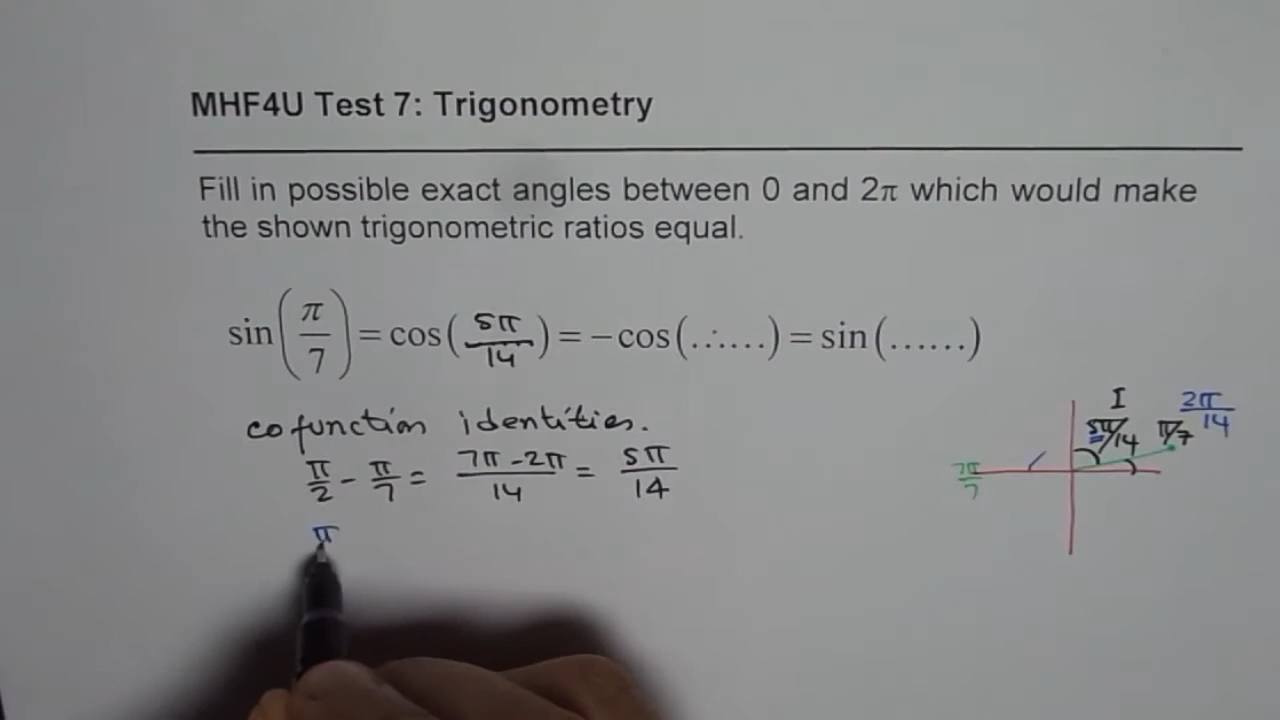 MHF4U Test 7: Trigonometry
Fill in possible exact angles between 0 and 2π which would make
the shown trigonometric ratios equal.
sin(π/7) = cos(5π/14) = −cos(........) = sin(......)
cofunction identities.
π/2 − π/7 = (7π − 2π)/14 = 5π/14
π
I
2π/14
5π/14 π/7
7π/7